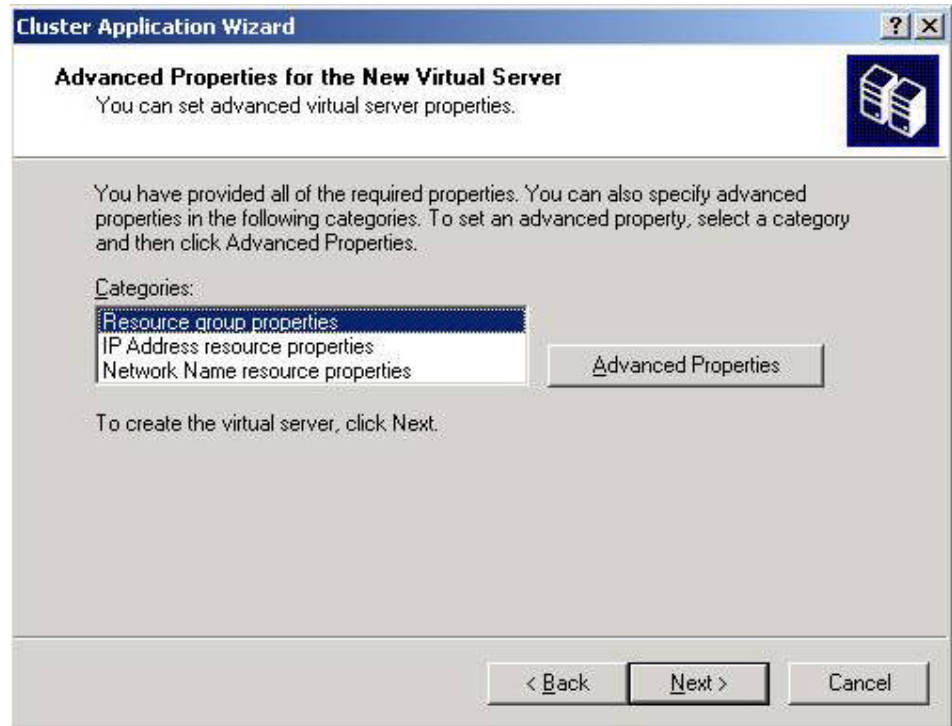 Cluster Application Wizard
Advanced Properties for the New Virtual Server
You can set advanced virtual server properties.
You have provided all of the required properties. You can also specify advanced
properties in the following categories. To set an advanced property, select a category
and then click Advanced Properties.
Categories:
Resource group properties
IP Address resource properties
Network Name resource properties
Advanced Properties
To create the virtual server, click Next.
< Back
Next >
Cancel